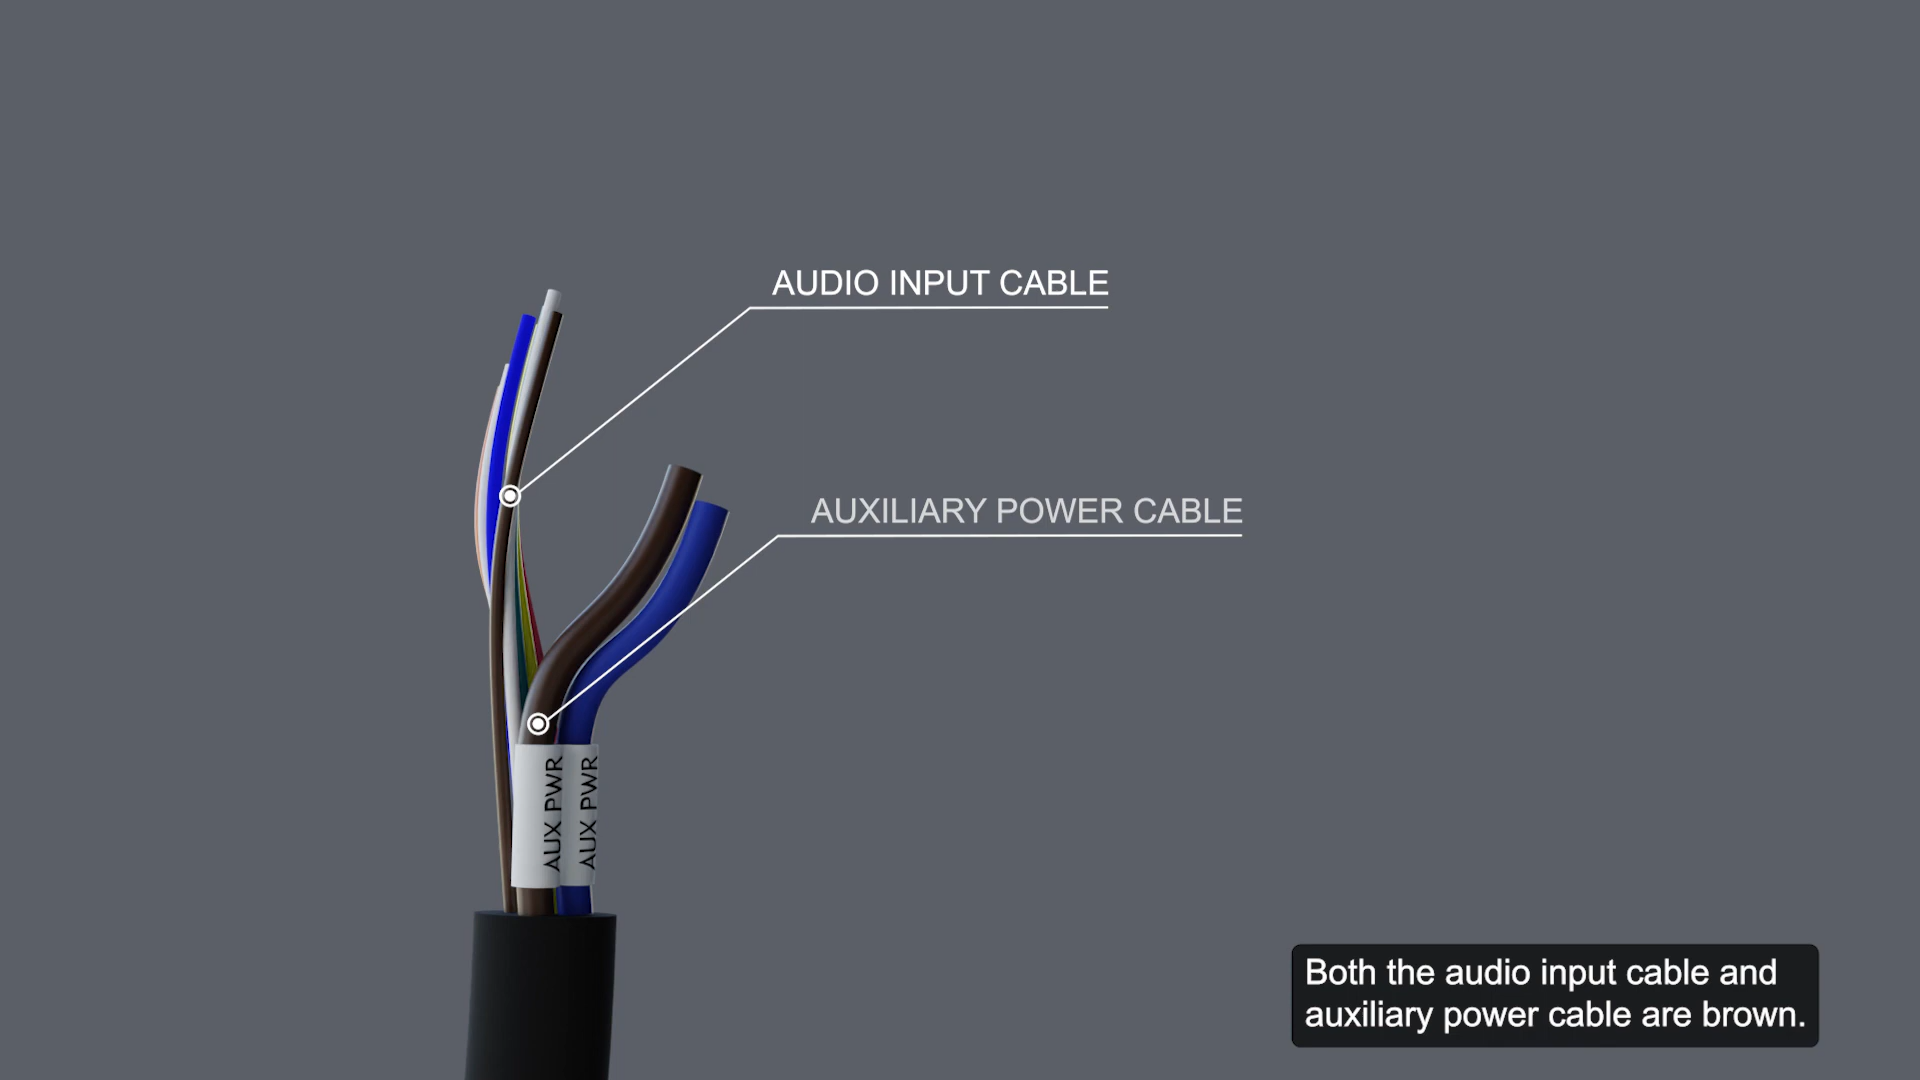 AUDIO INPUT CABLE
AUXILIARY POWER CABLE
AUX PWR
AUX PWR
Both the audio input cable and
auxiliary power cable are brown.